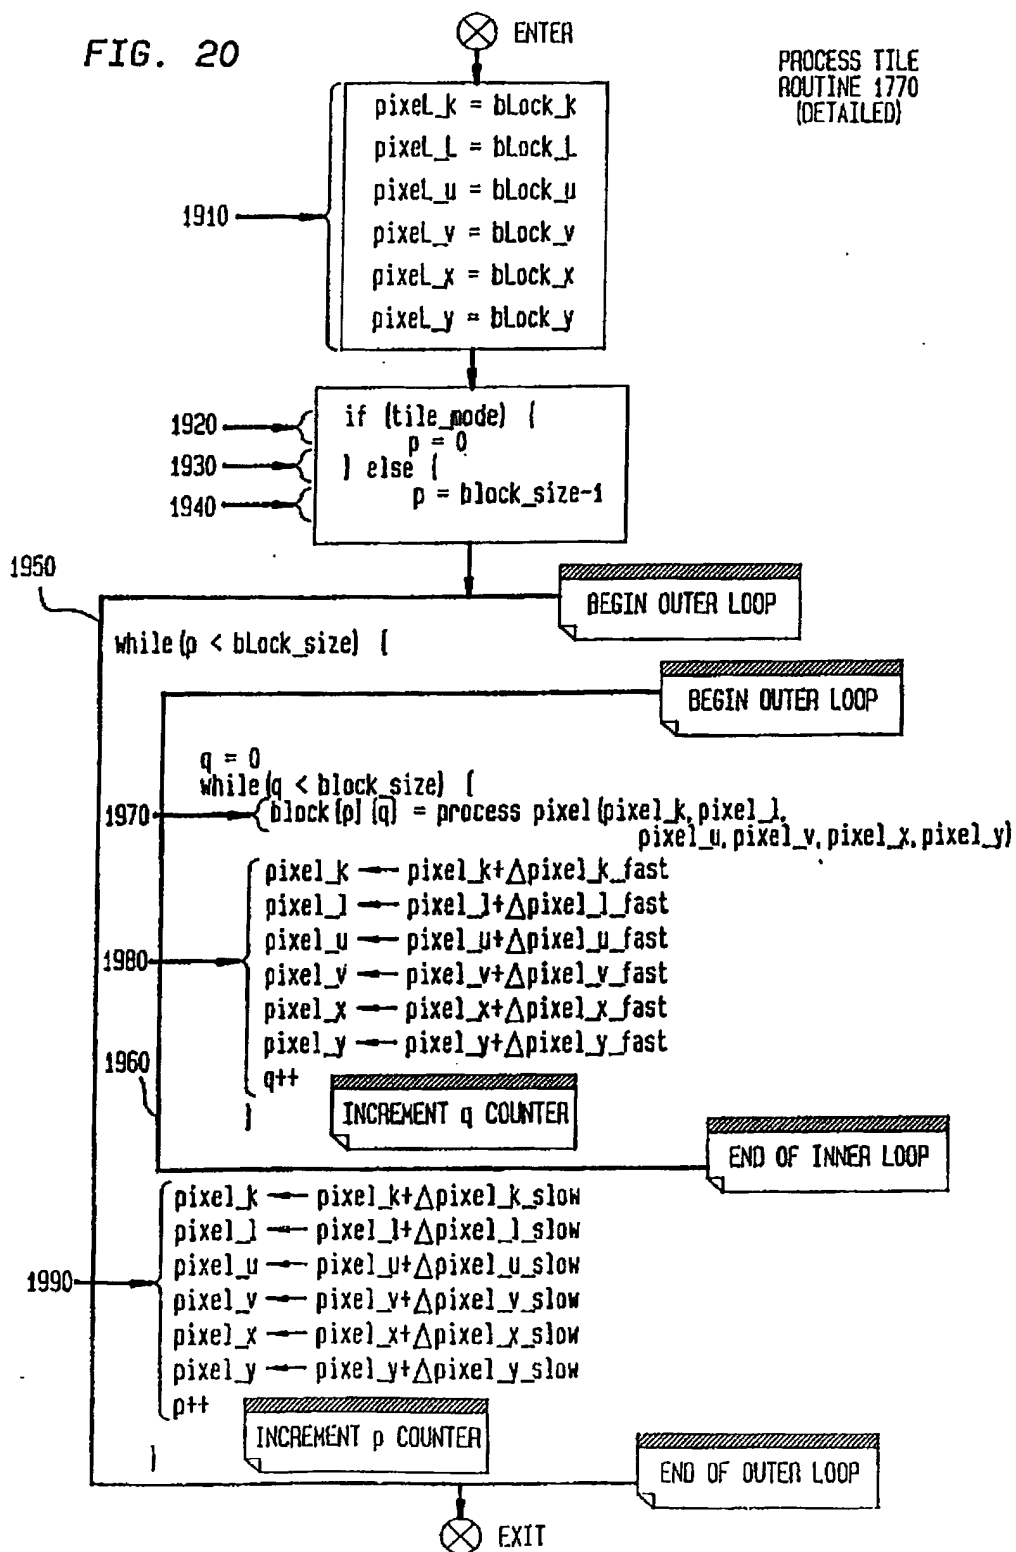 FIG. 20
ENTER
PROCESS TILE
ROUTINE 1770
(DETAILED)
pixel_k = block_k
pixel_l = block_l
pixel_u = block_u
pixel_v = block_v
pixel_x = block_x
pixel_y = block_y
1910
if (tile_mode) {
p = 0
} else {
p = block_size-1
1920
1930
1940
1950
BEGIN OUTER LOOP
while(p < block_size) {
BEGIN OUTER LOOP
q = 0
while(q < block_size) {
1970
block[p][q] = process pixel(pixel_k, pixel_l,
pixel_u, pixel_v, pixel_x, pixel_y)
pixel_k ← pixel_k+Δpixel_k_fast
pixel_l ← pixel_l+Δpixel_l_fast
pixel_u ← pixel_u+Δpixel_u_fast
1980
pixel_v ← pixel_v+Δpixel_v_fast
pixel_x ← pixel_x+Δpixel_x_fast
pixel_y ← pixel_y+Δpixel_y_fast
1960
q++
}
INCREMENT q COUNTER
END OF INNER LOOP
pixel_k ← pixel_k+Δpixel_k_slow
pixel_l ← pixel_l+Δpixel_l_slow
pixel_u ← pixel_u+Δpixel_u_slow
1990
pixel_v ← pixel_v+Δpixel_v_slow
pixel_x ← pixel_x+Δpixel_x_slow
pixel_y ← pixel_y+Δpixel_y_slow
p++
INCREMENT p COUNTER
}
END OF OUTER LOOP
EXIT